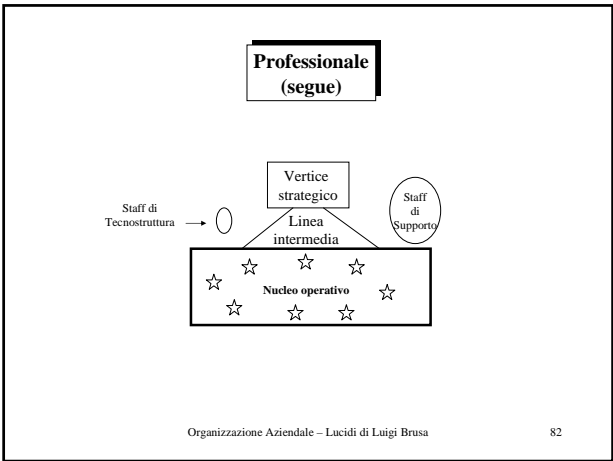 Professionale
(segue)
Vertice
strategico
Staff di
Tecnostruttura
Linea
intermedia
Staff
di
Supporto
Nucleo operativo
Organizzazione Aziendale – Lucidi di Luigi Brusa
82